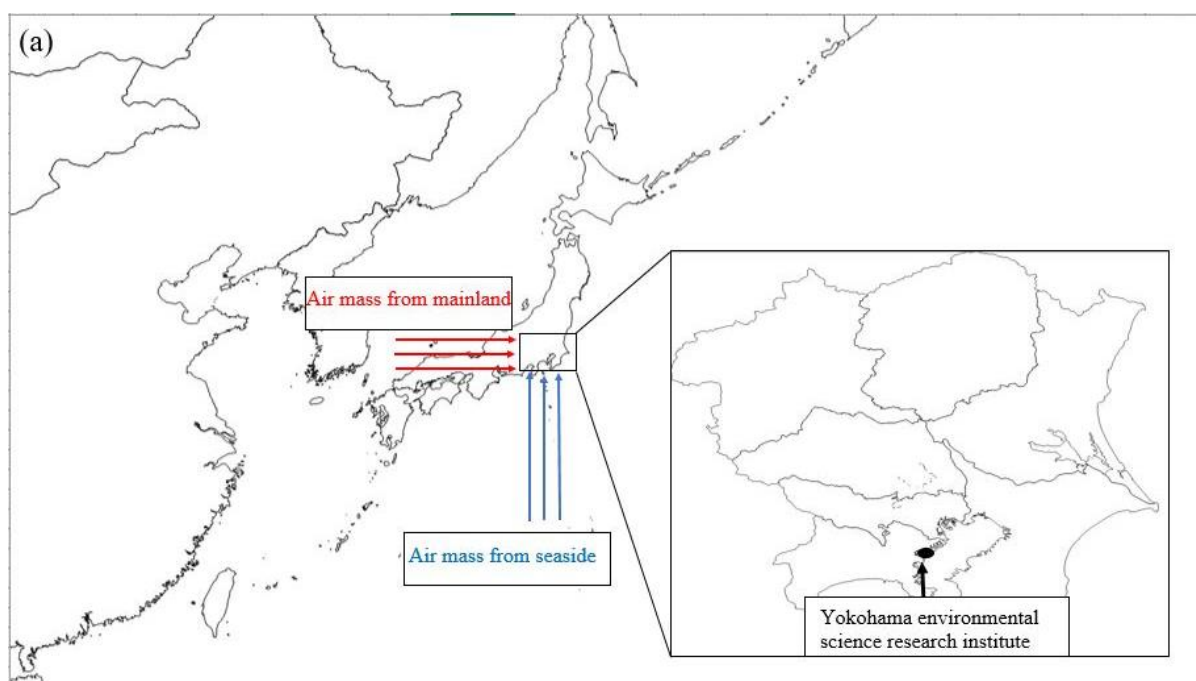 (a)
Air mass from mainland
Air mass from seaside
Yokohama environmental
science research institute